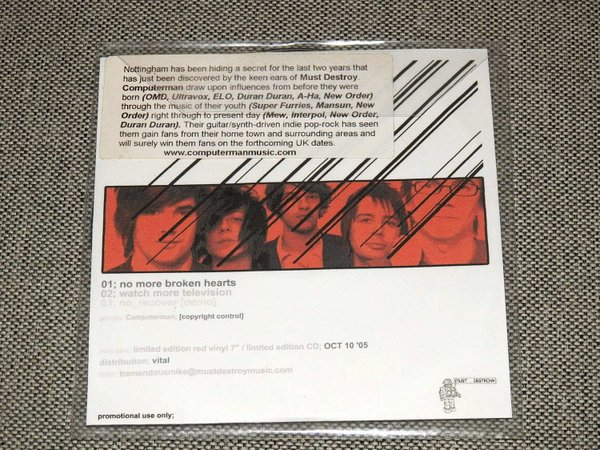 Nottingham has been hiding a secret for the last two years that
has just been discovered by the keen ears of Must Destroy.
Computerman draw upon influences from before they were
born (OMD, Ultravox, ELO, Duran Duran, A-Ha, New Order)
through the music of their youth (Super Furries, Mansun, New
Order) right through to present day (Mew, Interpol, New Order,
Duran Duran). Their guitar/synth-driven indie pop-rock has seen
them gain fans from their home town and surrounding areas and
will surely win them fans on the forthcoming UK dates.
www.computermanmusic.com
01; no more broken hearts
02; watch more television
03; no_recover [demo]
songs; Computerman; [copyright control]
release; limited edition red vinyl 7" / limited edition CD; OCT 10 '05
distribution; vital
info; tremendousmike@mustdestroymusic.com
MUST DESTROY
promotional use only;